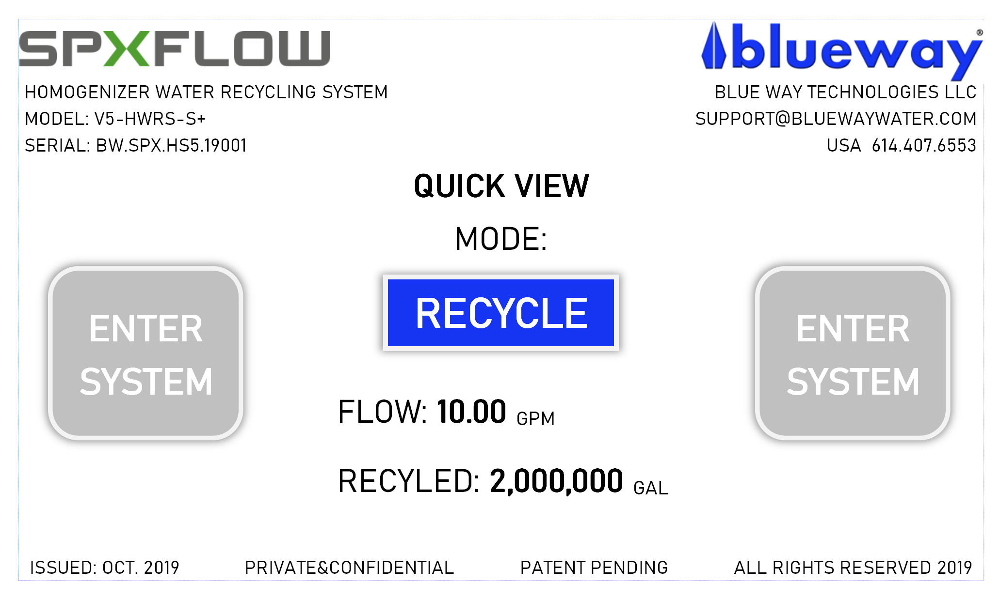 SPXFLOW
blueway®
HOMOGENIZER WATER RECYCLING SYSTEM
MODEL: V5-HWRS-S+
SERIAL: BW.SPX.HS5.19001
BLUE WAY TECHNOLOGIES LLC
SUPPORT@BLUEWAYWATER.COM
USA 614.407.6553
QUICK VIEW
MODE:
RECYCLE
ENTER
SYSTEM
ENTER
SYSTEM
FLOW: 10.00 GPM
RECYLED: 2,000,000 GAL
ISSUED: OCT. 2019
PRIVATE&CONFIDENTIAL
PATENT PENDING
ALL RIGHTS RESERVED 2019